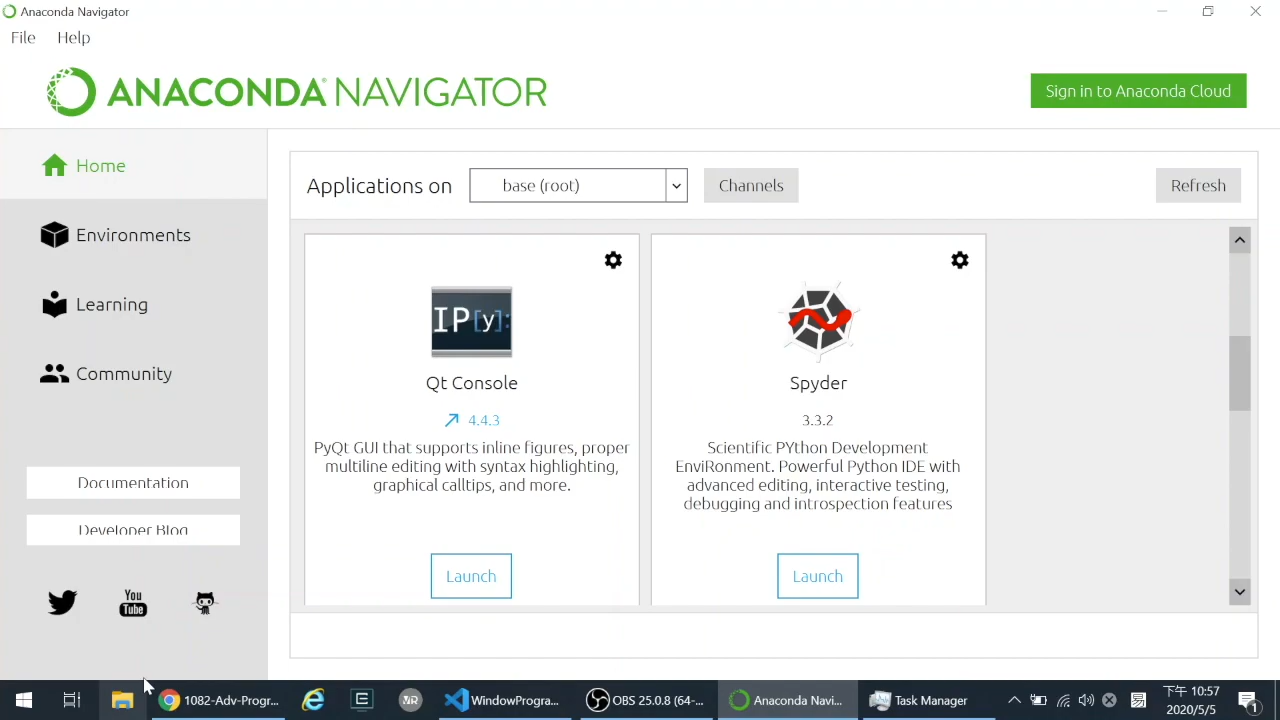 Anaconda Navigator
File Help
ANACONDA NAVIGATOR
Sign in to Anaconda Cloud
Home
Applications on base (root) Channels Refresh
Environments
Learning
Community
Documentation
Developer Blog
You
Tube
IP[y]:
Qt Console
4.4.3
PyQt GUI that supports inline figures, proper
multiline editing with syntax highlighting,
graphical calltips, and more.
Launch
Spyder
3.3.2
Scientific PYthon Development
EnviRonment. Powerful Python IDE with
advanced editing, interactive testing,
debugging and introspection features
Launch
1082-Adv-Progr...
WindowProgra...
OBS 25.0.8 (64-...
Anaconda Navi...
Task Manager
下午 10:57
2020/5/5
1